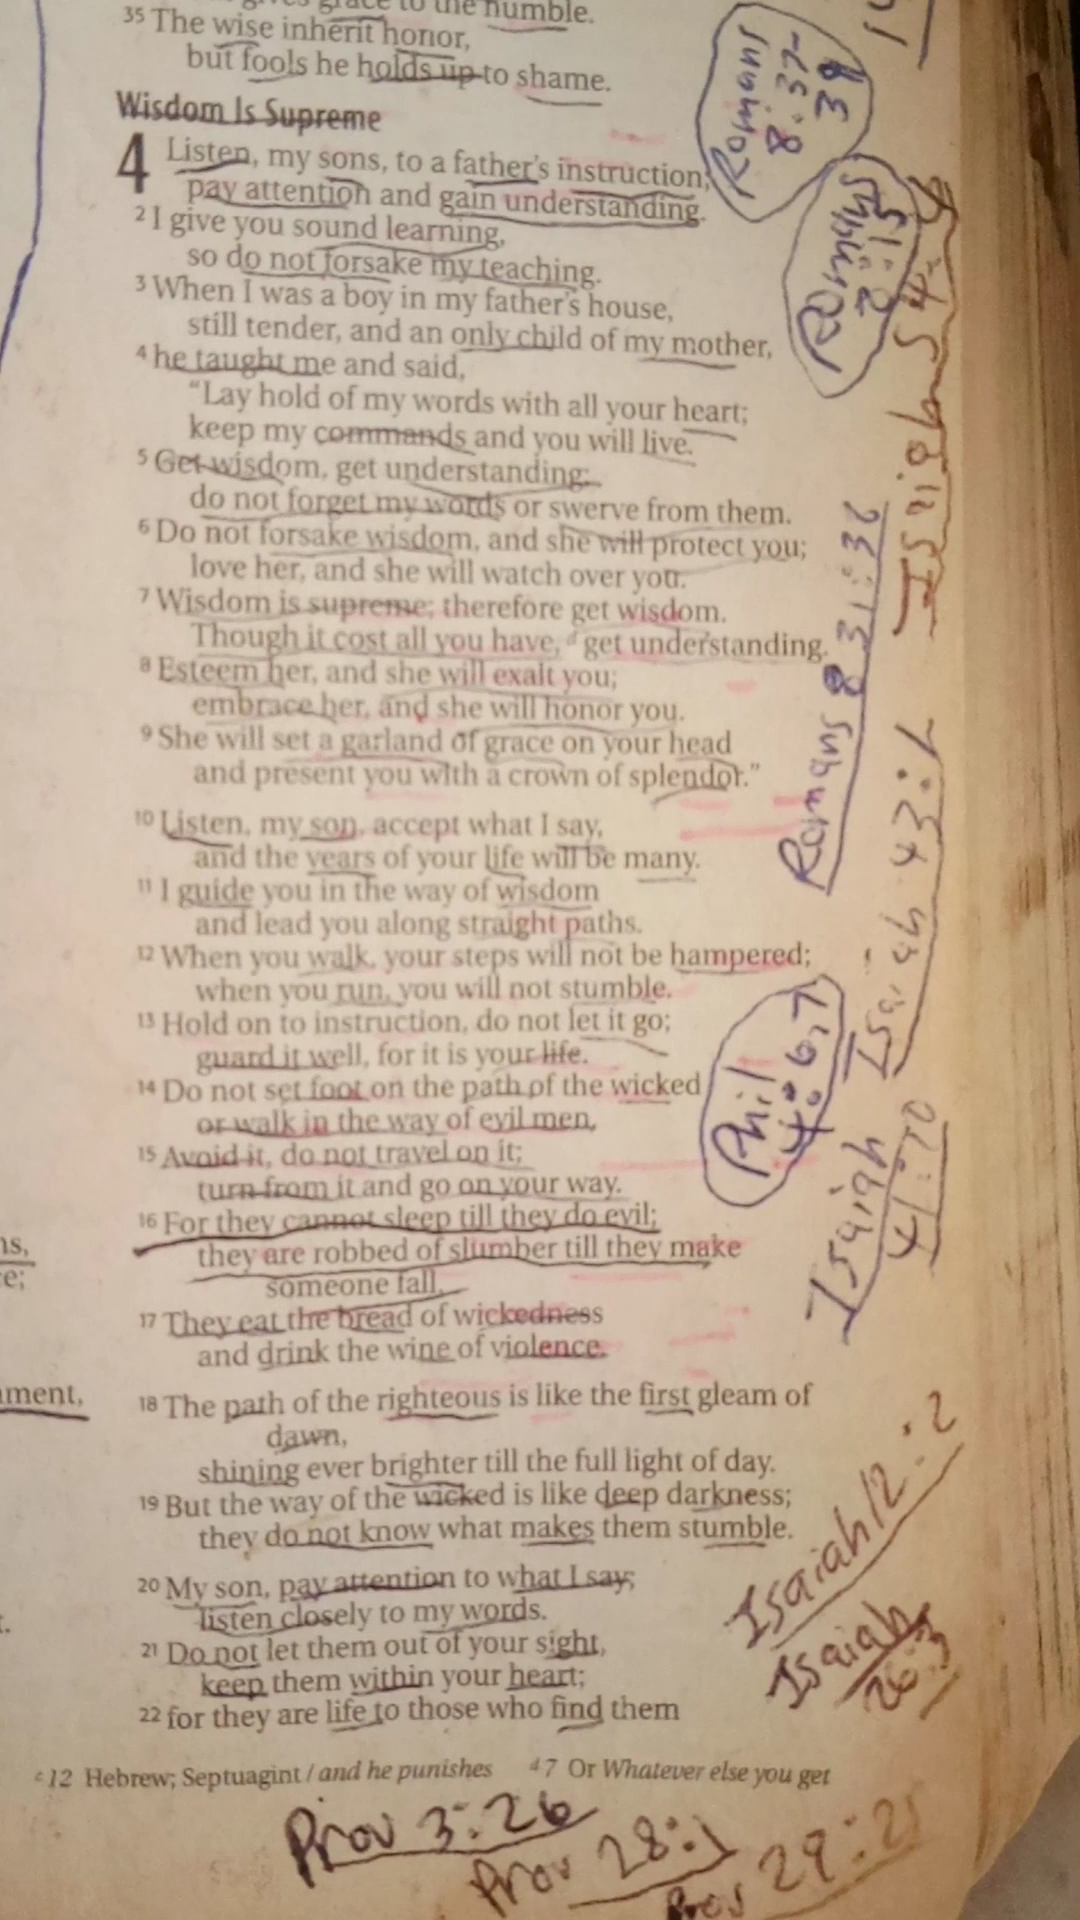 grace to the humble.
35 The wise inherit honor,
but fools he holds up to shame.
Wisdom Is Supreme
4 Listen, my sons, to a father's instruction;
pay attention and gain understanding.
2 I give you sound learning,
so do not forsake my teaching.
3 When I was a boy in my father's house,
still tender, and an only child of my mother,
4 he taught me and said,
"Lay hold of my words with all your heart;
keep my commands and you will live.
5 Get wisdom, get understanding;
do not forget my words or swerve from them.
6 Do not forsake wisdom, and she will protect you;
love her, and she will watch over you.
7 Wisdom is supreme; therefore get wisdom.
Though it cost all you have, d get understanding.
8 Esteem her, and she will exalt you;
embrace her, and she will honor you.
9 She will set a garland of grace on your head
and present you with a crown of splendor."
10 Listen, my son, accept what I say,
and the years of your life will be many.
11 I guide you in the way of wisdom
and lead you along straight paths.
12 When you walk, your steps will not be hampered;
when you run, you will not stumble.
13 Hold on to instruction, do not let it go;
guard it well, for it is your life.
14 Do not set foot on the path of the wicked
or walk in the way of evil men.
15 Avoid it, do not travel on it;
turn from it and go on your way.
16 For they cannot sleep till they do evil;
they are robbed of slumber till they make
someone fall.
17 They eat the bread of wickedness
and drink the wine of violence.
18 The path of the righteous is like the first gleam of
dawn,
shining ever brighter till the full light of day.
19 But the way of the wicked is like deep darkness;
they do not know what makes them stumble.
20 My son, pay attention to what I say;
listen closely to my words.
21 Do not let them out of your sight,
keep them within your heart;
22 for they are life to those who find them
c 12 Hebrew; Septuagint / and he punishes d 7 Or Whatever else you get
Romans
8:37-
39
Romans
8:15
Isaiah 54:
Romans 8:31-32
Isaiah 43:1
Phil
4:6,7
Isaiah
41:10
Isaiah 12:2
Isaiah
26:3
Prov 3:26
Prov 28:1
Prov 29:25
ns,
e;
ment,
t.